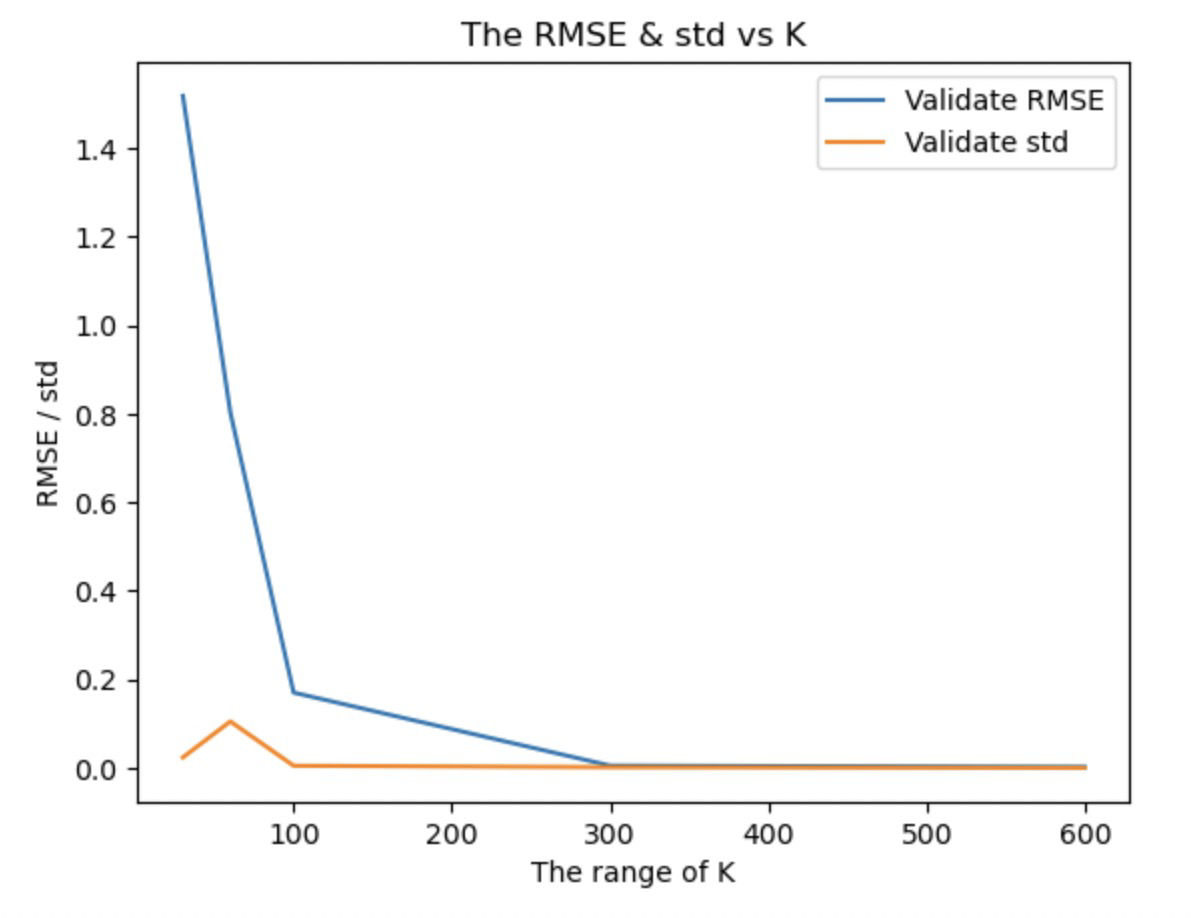 The RMSE & std vs K
Validate RMSE
Validate std
RMSE / std
1.4
1.2
1.0
0.8
0.6
0.4
0.2
0.0
100 200 300 400 500 600
The range of K